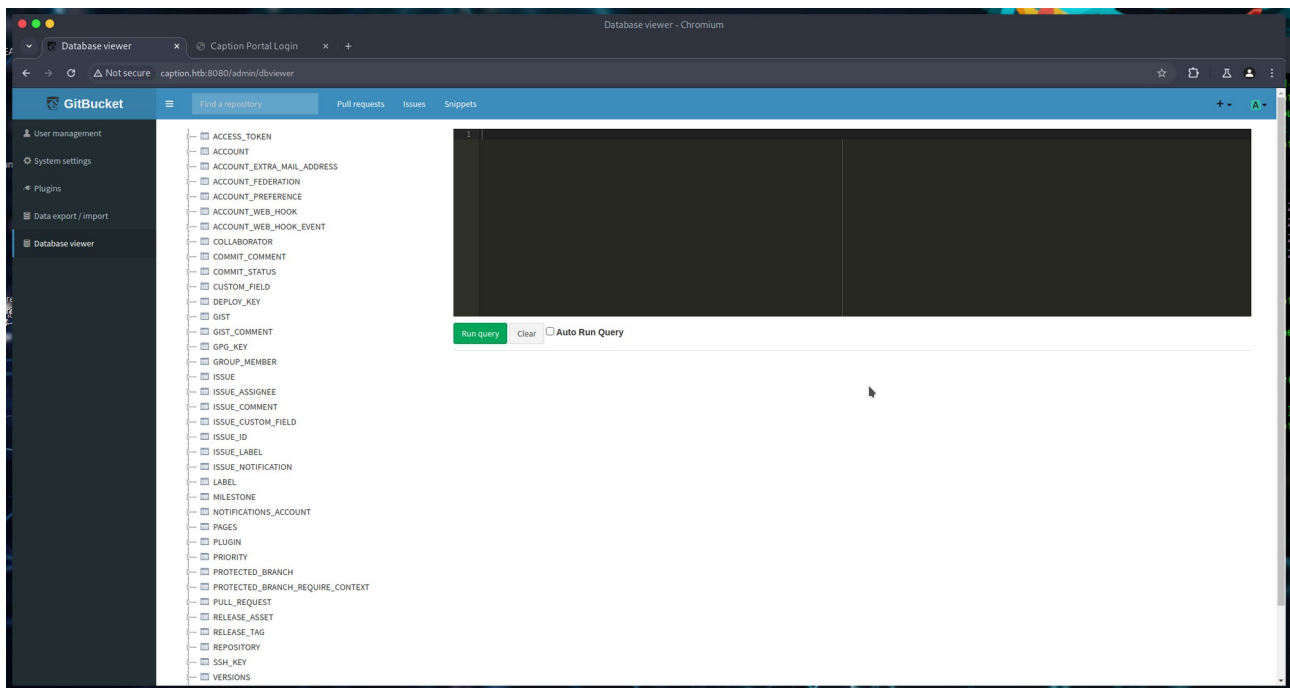 Database viewer - Chromium
Database viewer
Caption Portal Login
Not secure caption.htb:8080/admin/dbviewer
GitBucket
Find a repository
Pull requests
Issues
Snippets
A
User management
System settings
Plugins
Data export / import
Database viewer
ACCESS_TOKEN
ACCOUNT
ACCOUNT_EXTRA_MAIL_ADDRESS
ACCOUNT_FEDERATION
ACCOUNT_PREFERENCE
ACCOUNT_WEB_HOOK
ACCOUNT_WEB_HOOK_EVENT
COLLABORATOR
COMMIT_COMMENT
COMMIT_STATUS
CUSTOM_FIELD
DEPLOY_KEY
GIST
GIST_COMMENT
GPG_KEY
GROUP_MEMBER
ISSUE
ISSUE_ASSIGNEE
ISSUE_COMMENT
ISSUE_CUSTOM_FIELD
ISSUE_ID
ISSUE_LABEL
ISSUE_NOTIFICATION
LABEL
MILESTONE
NOTIFICATIONS_ACCOUNT
PAGES
PLUGIN
PRIORITY
PROTECTED_BRANCH
PROTECTED_BRANCH_REQUIRE_CONTEXT
PULL_REQUEST
RELEASE_ASSET
RELEASE_TAG
REPOSITORY
SSH_KEY
VERSIONS
1
Run query
Clear
Auto Run Query